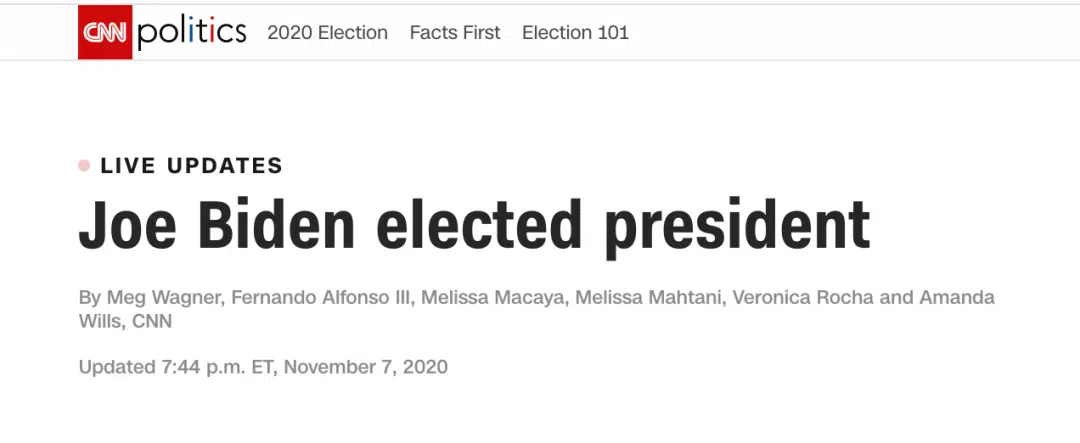 CNN politics 2020 Election Facts First Election 101
LIVE UPDATES
Joe Biden elected president
By Meg Wagner, Fernando Alfonso III, Melissa Macaya, Melissa Mahtani, Veronica Rocha and Amanda
Wills, CNN
Updated 7:44 p.m. ET, November 7, 2020